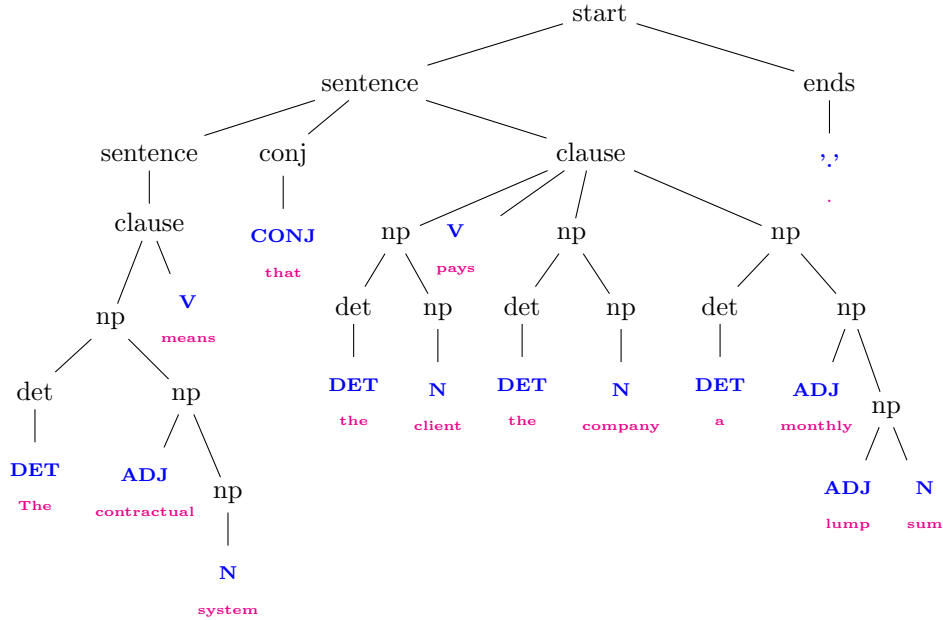 start
sentence ends
sentence conj clause '.'
.
clause CONJ np V np np
that pays
V
means
np det np det np det np
det np DET N DET N DET ADJ
the client the company a monthly
np
DET ADJ
The contractual
np ADJ N
lump sum
N
system